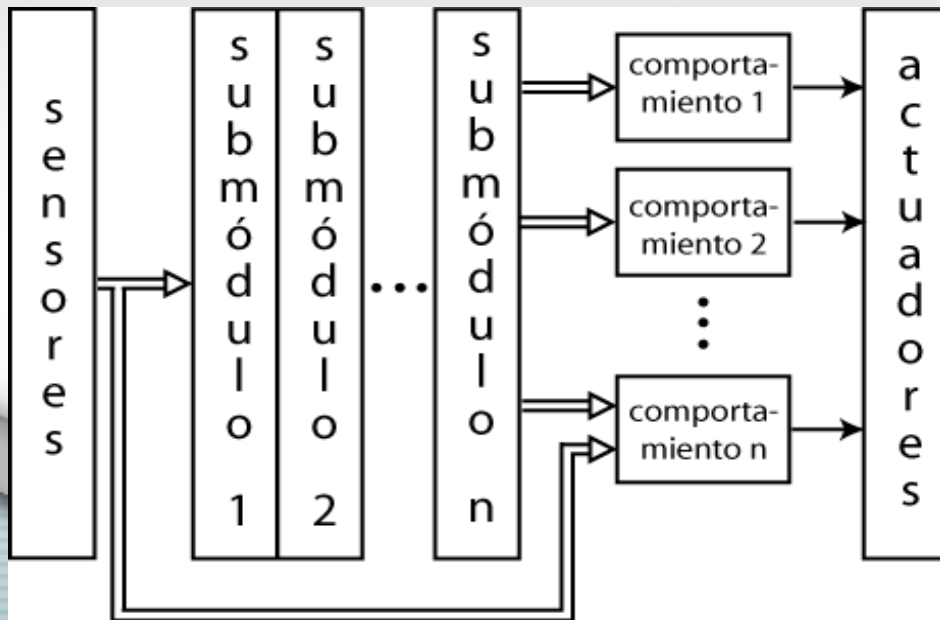 sensores
submódulo 1
submódulo 2
...
submódulo n
comporta-
miento 1
comporta-
miento 2
comporta-
miento n
actuadores